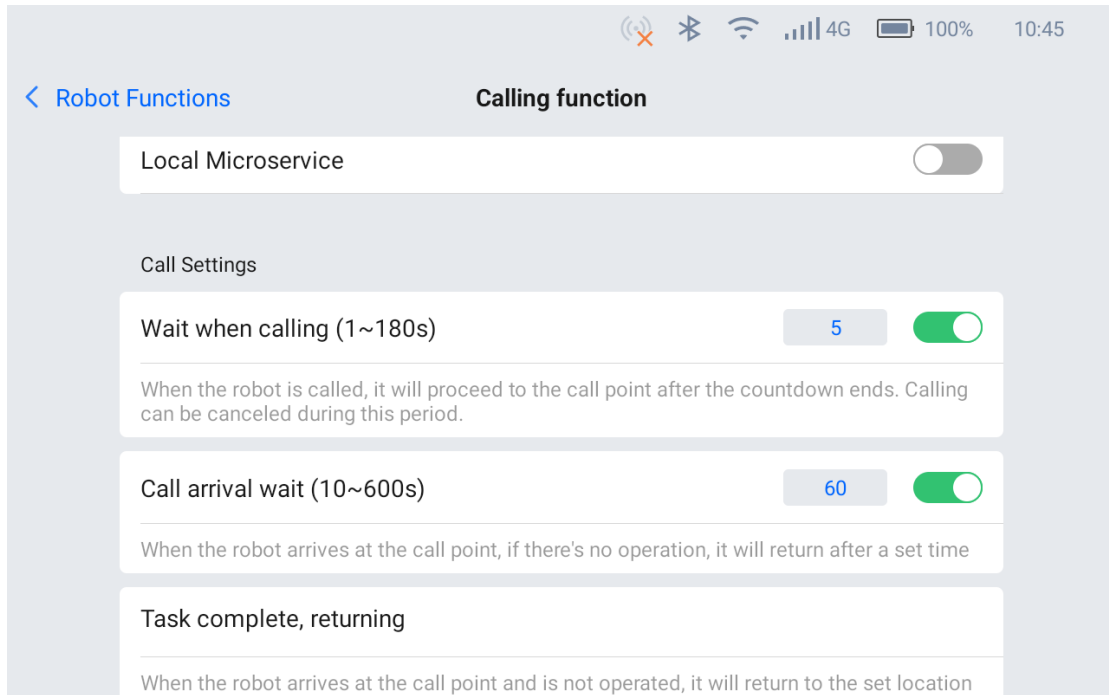 4G 100% 10:45
Robot Functions
Calling function
Local Microservice
Call Settings
Wait when calling (1~180s) 5
When the robot is called, it will proceed to the call point after the countdown ends. Calling
can be canceled during this period.
Call arrival wait (10~600s) 60
When the robot arrives at the call point, if there's no operation, it will return after a set time
Task complete, returning
When the robot arrives at the call point and is not operated, it will return to the set location